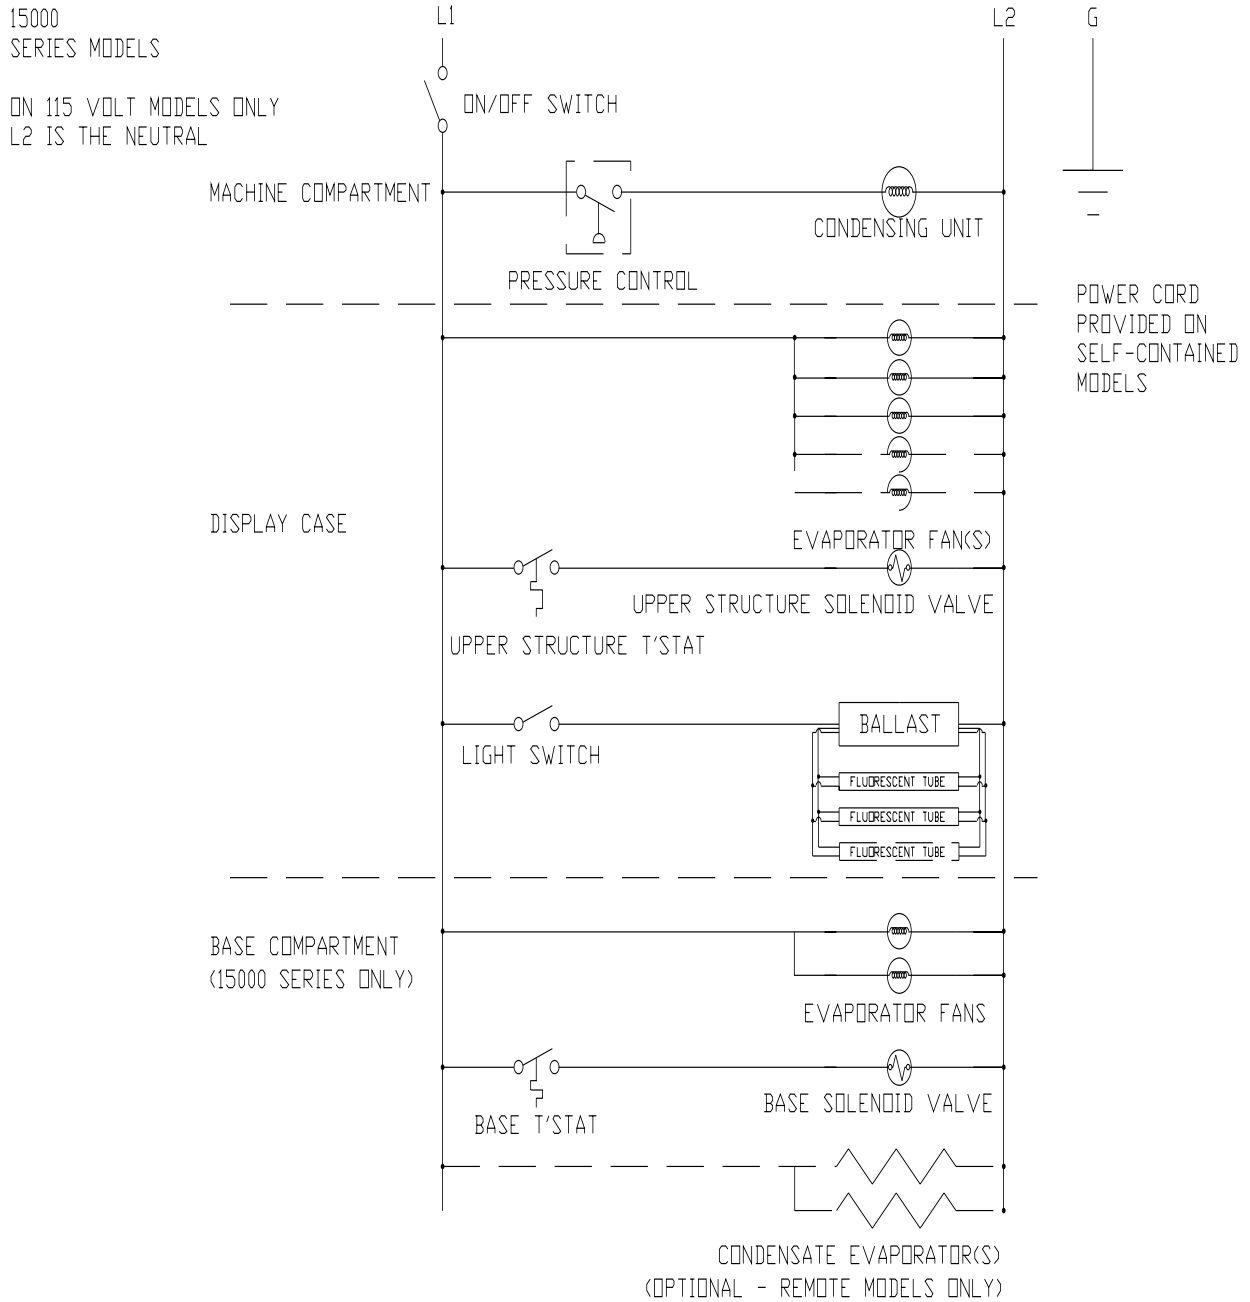 15000
SERIES MODELS
ON 115 VOLT MODELS ONLY
L2 IS THE NEUTRAL
L1
L2
G
ON/OFF SWITCH
MACHINE COMPARTMENT
CONDENSING UNIT
PRESSURE CONTROL
POWER CORD
PROVIDED ON
SELF-CONTAINED
MODELS
DISPLAY CASE
EVAPORATOR FAN(S)
UPPER STRUCTURE SOLENOID VALVE
UPPER STRUCTURE T'STAT
BALLAST
LIGHT SWITCH
FLUORESCENT TUBE
FLUORESCENT TUBE
FLUORESCENT TUBE
BASE COMPARTMENT
(15000 SERIES ONLY)
EVAPORATOR FANS
BASE SOLENOID VALVE
BASE T'STAT
CONDENSATE EVAPORATOR(S)
(OPTIONAL - REMOTE MODELS ONLY)